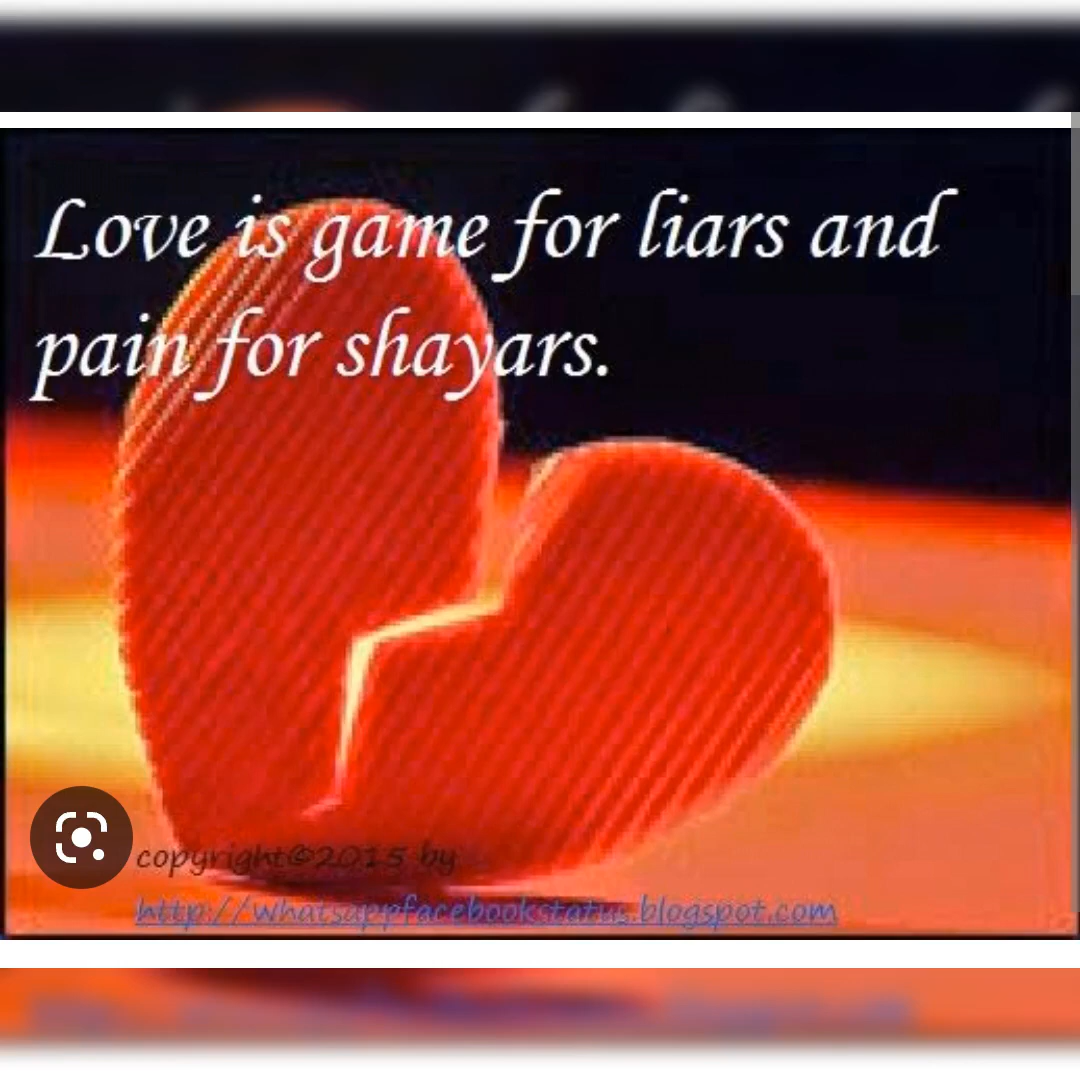 Love is game for liars and
pain for shayars.
copyright©2015 by
http://whatsappfacebookstatus.blogspot.com